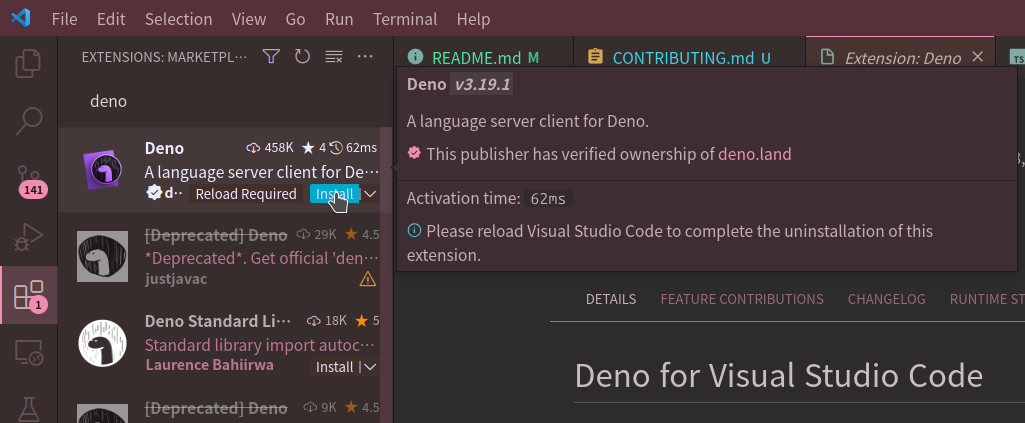 File Edit Selection View Go Run Terminal Help
EXTENSIONS: MARKETPL...
README.md M
CONTRIBUTING.md U
Extension: Deno
TS
deno
Deno 458K 4 62ms
A language server client for De...
d.. Reload Required Install
[Deprecated] Deno 29K 4.5
*Deprecated*. Get official 'den...
justjavac
Deno Standard Li... 18K 5
Standard library import autoc...
Laurence Bahiirwa Install
[Deprecated] Deno 9K 4.5
141
1
Deno v3.19.1
A language server client for Deno.
This publisher has verified ownership of deno.land
Activation time: 62ms
Please reload Visual Studio Code to complete the uninstallation of this
extension.
DETAILS FEATURE CONTRIBUTIONS CHANGELOG RUNTIME ST
Deno for Visual Studio Code